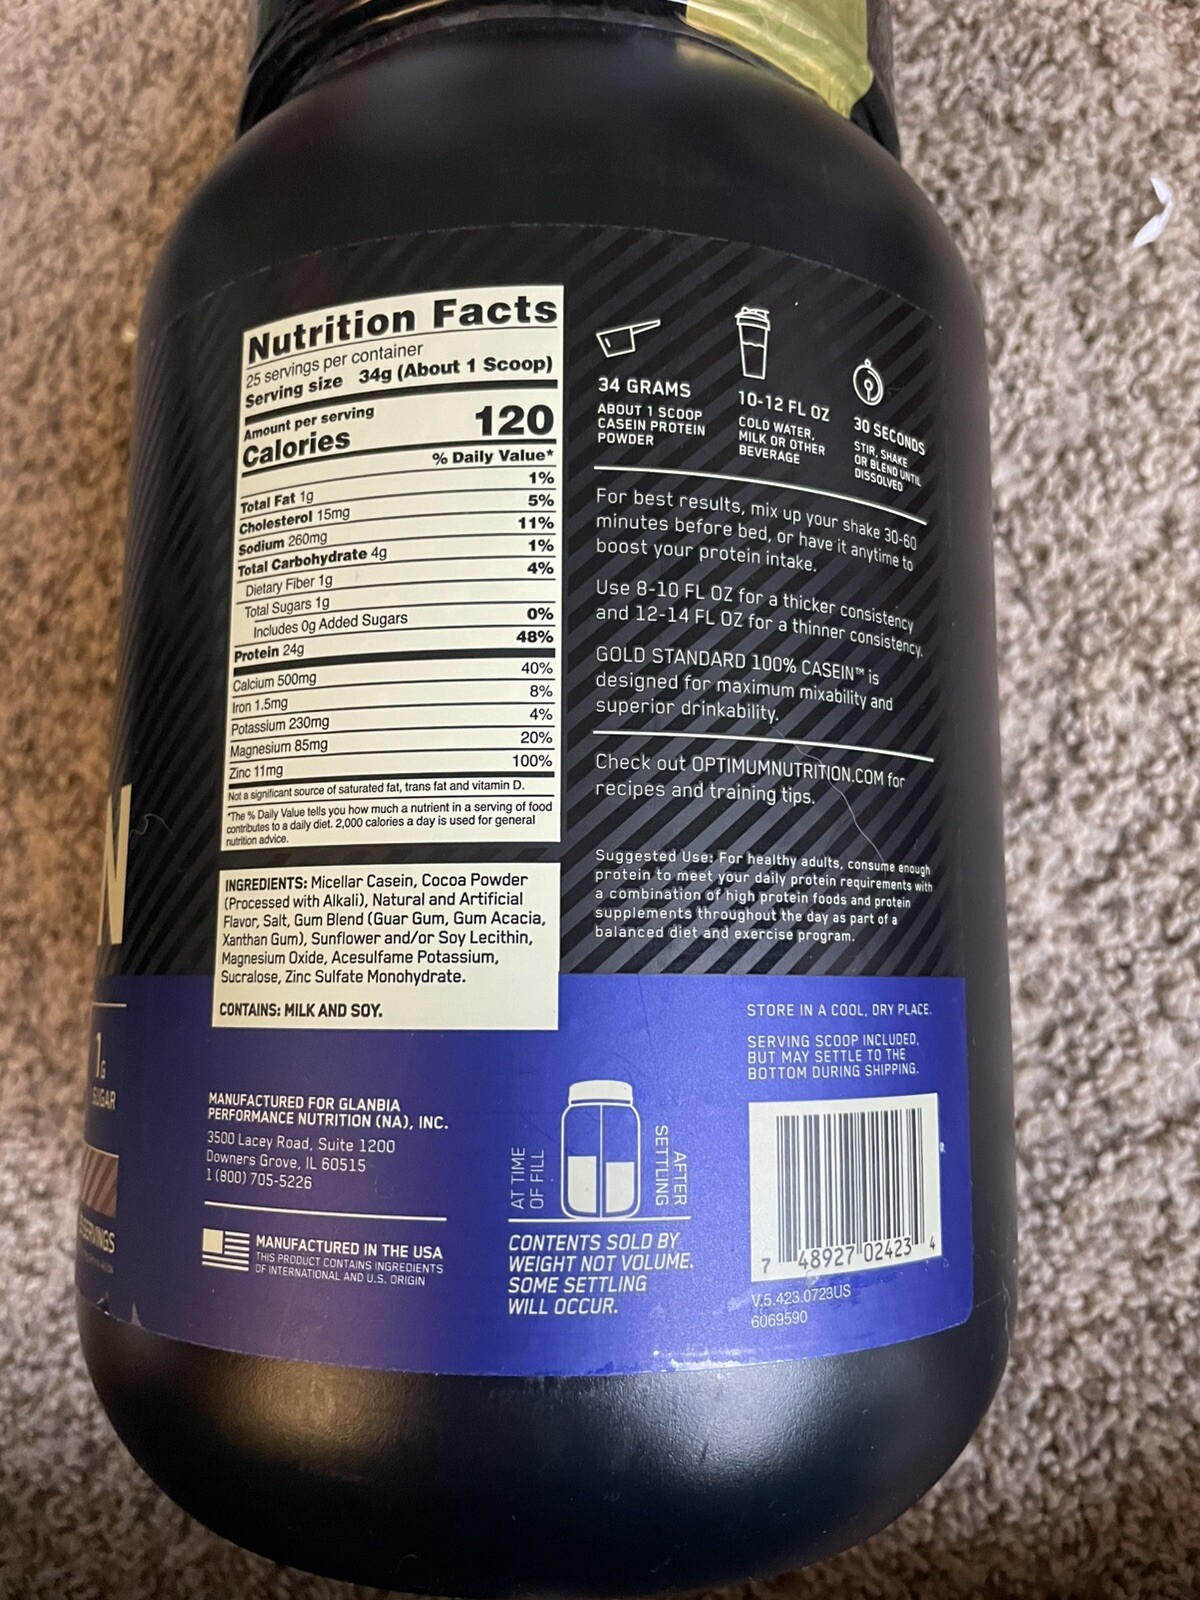 Nutrition Facts
25 servings per container
Serving size 34g (About 1 Scoop)
Amount per serving
Calories 120
% Daily Value*
Total Fat 1g 1%
Cholesterol 15mg 5%
Sodium 260mg 11%
Total Carbohydrate 4g 1%
Dietary Fiber 1g 4%
Total Sugars 1g
Includes 0g Added Sugars 0%
Protein 24g 48%
Calcium 500mg 40%
Iron 1.5mg 8%
Potassium 230mg 4%
Magnesium 85mg 20%
Zinc 11mg 100%
Not a significant source of saturated fat, trans fat and vitamin D.
*The % Daily Value tells you how much a nutrient in a serving of food
contributes to a daily diet. 2,000 calories a day is used for general
nutrition advice.
INGREDIENTS: Micellar Casein, Cocoa Powder
(Processed with Alkali), Natural and Artificial
Flavor, Salt, Gum Blend (Guar Gum, Gum Acacia,
Xanthan Gum), Sunflower and/or Soy Lecithin,
Magnesium Oxide, Acesulfame Potassium,
Sucralose, Zinc Sulfate Monohydrate.
CONTAINS: MILK AND SOY.
34 GRAMS
ABOUT 1 SCOOP
CASEIN PROTEIN
POWDER
10-12 FL OZ
COLD WATER,
MILK OR OTHER
BEVERAGE
30 SECONDS
STIR, SHAKE
OR BLEND UNTIL
DISSOLVED
For best results, mix up your shake 30-60
minutes before bed, or have it anytime to
boost your protein intake.
Use 8-10 FL OZ for a thicker consistency
and 12-14 FL OZ for a thinner consistency.
GOLD STANDARD 100% CASEIN™ is
designed for maximum mixability and
superior drinkability.
Check out OPTIMUMNUTRITION.COM for
recipes and training tips.
Suggested Use: For healthy adults, consume enough
protein to meet your daily protein requirements with
a combination of high protein foods and protein
supplements throughout the day as part of a
balanced diet and exercise program.
N
1G
SUGAR
MANUFACTURED FOR GLANBIA
PERFORMANCE NUTRITION (NA), INC.
3500 Lacey Road, Suite 1200
Downers Grove, IL 60515
1 (800) 705-5226
MANUFACTURED IN THE USA
THIS PRODUCT CONTAINS INGREDIENTS
OF INTERNATIONAL AND U.S. ORIGIN
AT TIME
OF FILL
AFTER
SETTLING
CONTENTS SOLD BY
WEIGHT NOT VOLUME.
SOME SETTLING
WILL OCCUR.
STORE IN A COOL, DRY PLACE.
SERVING SCOOP INCLUDED,
BUT MAY SETTLE TO THE
BOTTOM DURING SHIPPING.
7 48927 02423 4
V.5.423.0723US
6069590